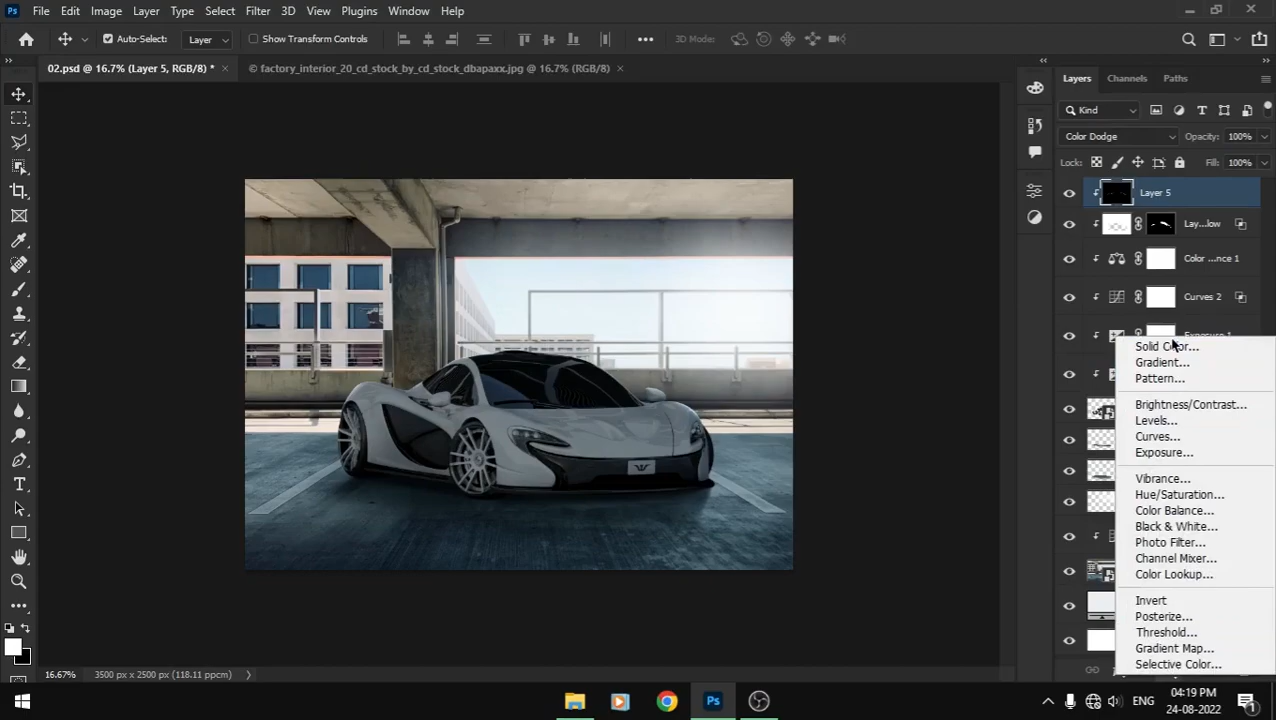 Ps File Edit Image Layer Type Select Filter 3D View Plugins Window Help
Auto-Select: Layer Show Transform Controls 3D Mode:
02.psd @ 16.7% (Layer 5, RGB/8) * × © factory_interior_20_cd_stock_by_cd_stock_dbapaxx.jpg @ 16.7% (RGB/8) ×
Layers Channels Paths
Kind
Color Dodge Opacity: 100%
Lock: Fill: 100%
Layer 5
Lay...low
Color ...nce 1
Curves 2
Solid Color...
Gradient...
Pattern...
Brightness/Contrast...
Levels...
Curves...
Exposure...
Vibrance...
Hue/Saturation...
Color Balance...
Black & White...
Photo Filter...
Channel Mixer...
Color Lookup...
Invert
Posterize...
Threshold...
Gradient Map...
Selective Color...
16.67% 3500 px x 2500 px (118.11 ppcm)
Ps ENG 04:19 PM
24-08-2022
1